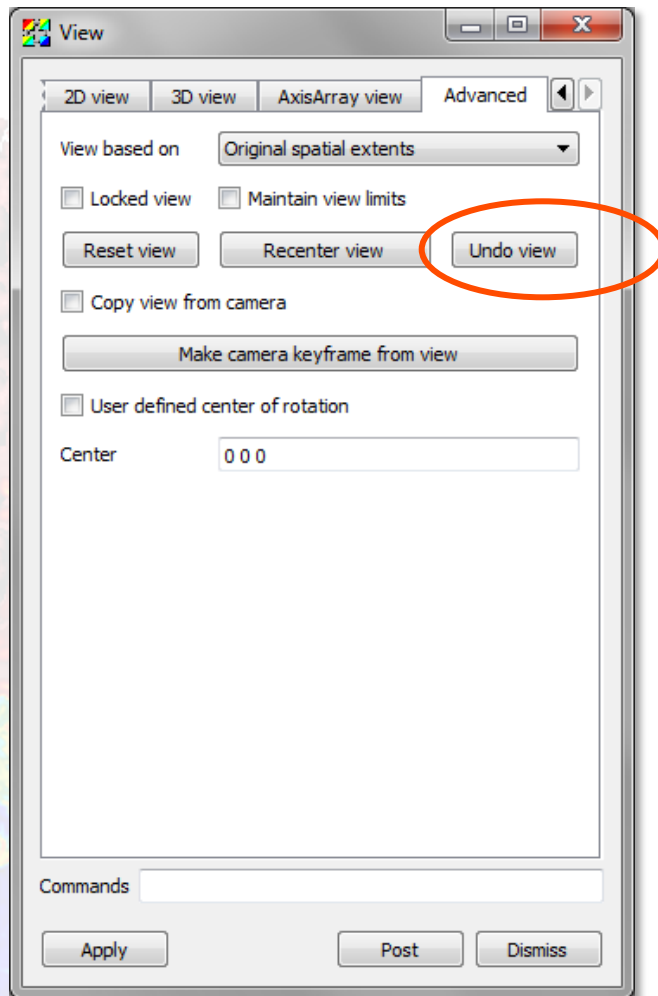 View
2D view 3D view AxisArray view Advanced
View based on Original spatial extents
Locked view Maintain view limits
Reset view Recenter view Undo view
Copy view from camera
Make camera keyframe from view
User defined center of rotation
Center 0 0 0
Commands
Apply Post Dismiss